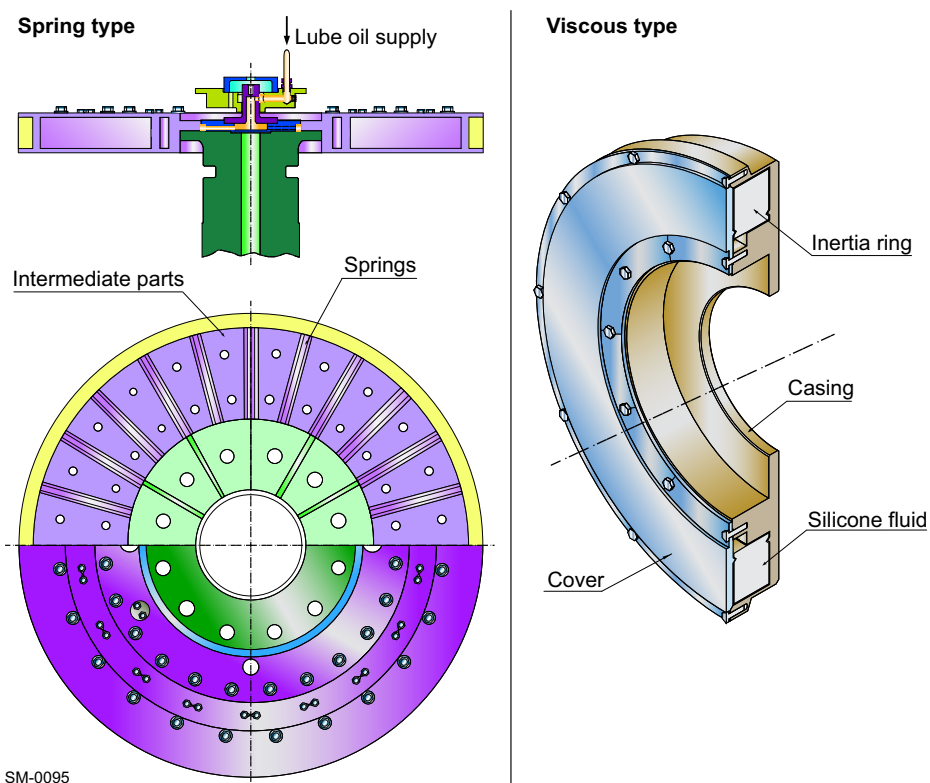 Spring type
Lube oil supply
Intermediate parts
Springs
SM-0095
Viscous type
Inertia ring
Casing
Silicone fluid
Cover